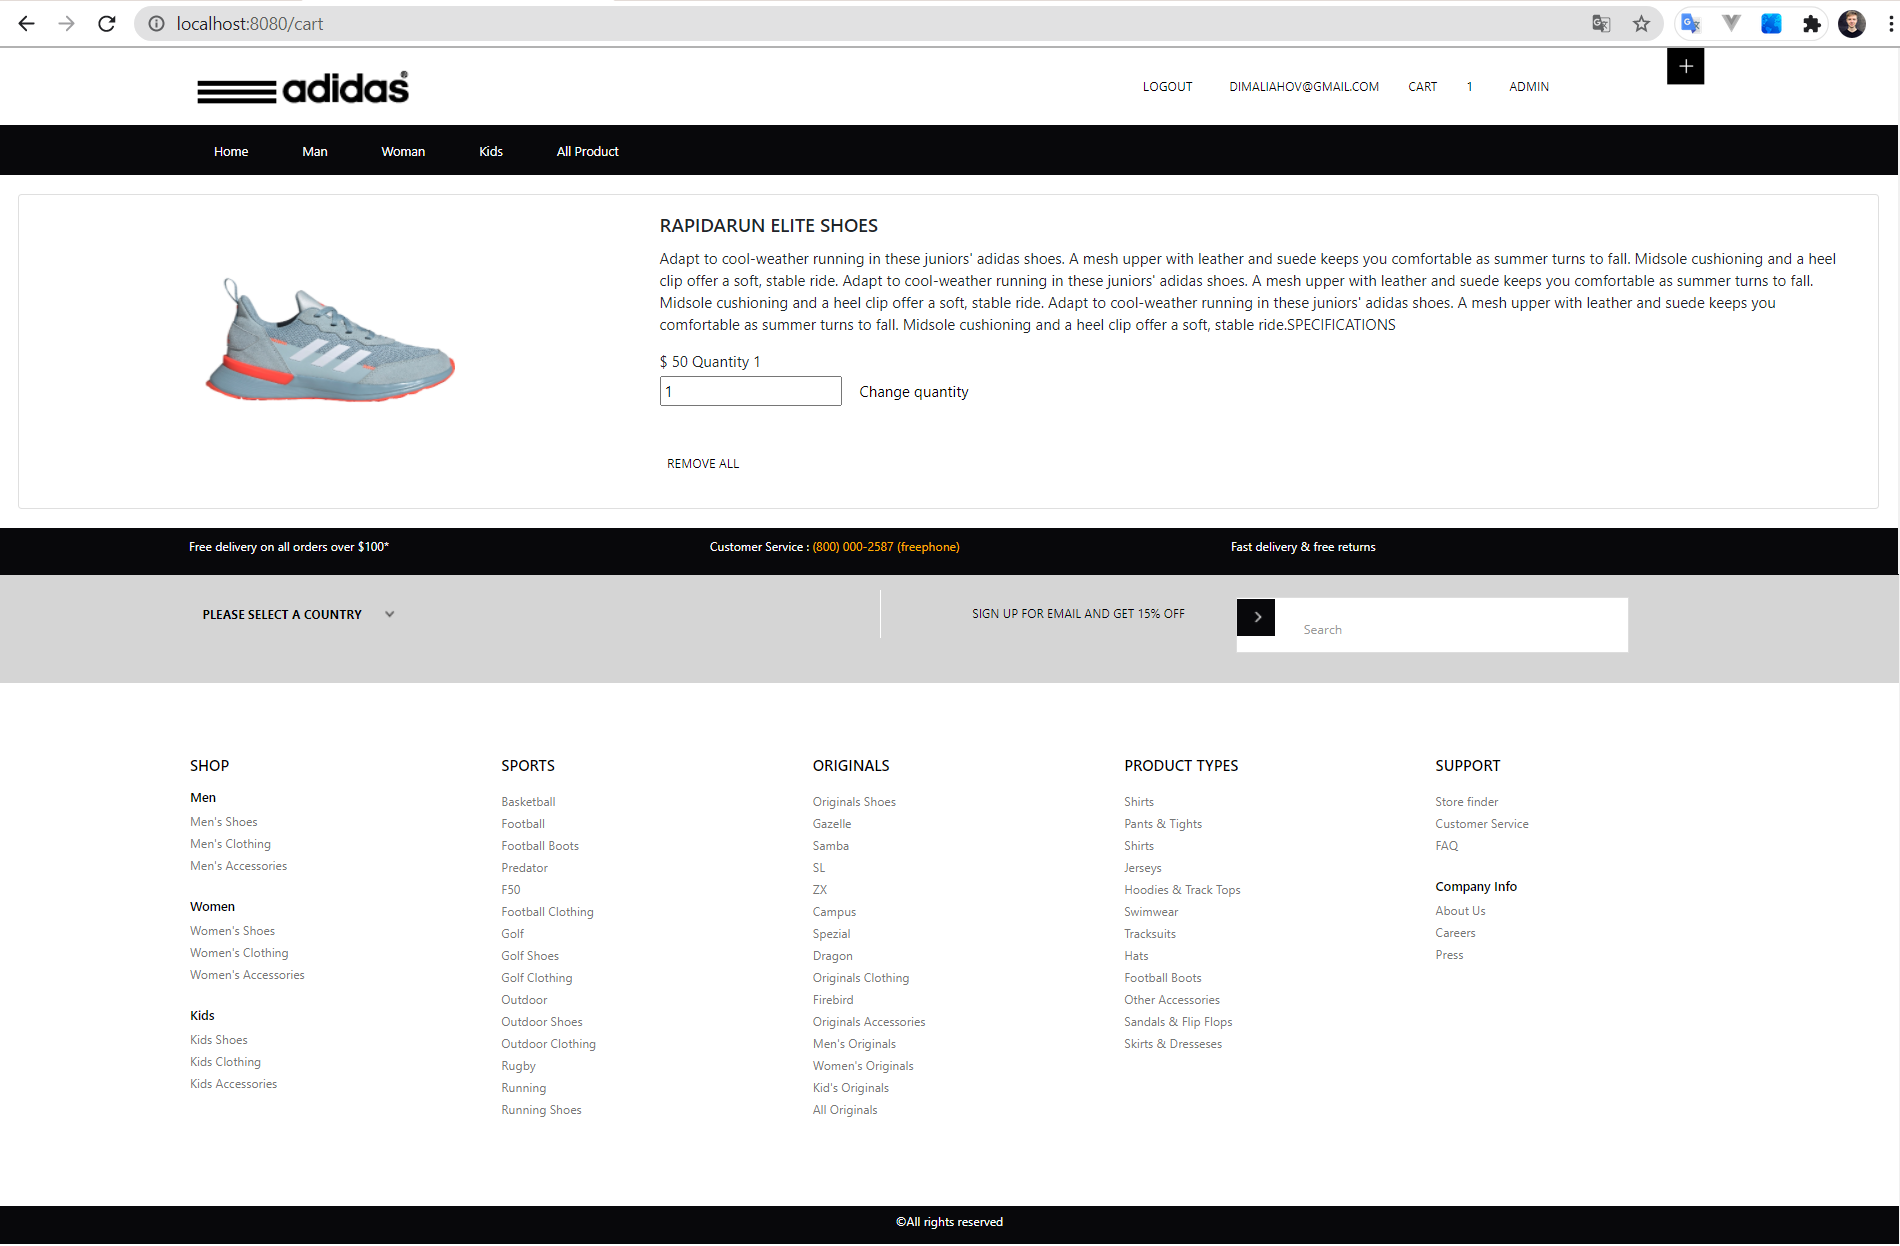 localhost:8080/cart
adidas®
LOGOUT DIMALIAHOV@GMAIL.COM CART 1 ADMIN
Home Man Woman Kids All Product
RAPIDARUN ELITE SHOES
Adapt to cool-weather running in these juniors' adidas shoes. A mesh upper with leather and suede keeps you comfortable as summer turns to fall. Midsole cushioning and a heel
clip offer a soft, stable ride. Adapt to cool-weather running in these juniors' adidas shoes. A mesh upper with leather and suede keeps you comfortable as summer turns to fall.
Midsole cushioning and a heel clip offer a soft, stable ride. Adapt to cool-weather running in these juniors' adidas shoes. A mesh upper with leather and suede keeps you
comfortable as summer turns to fall. Midsole cushioning and a heel clip offer a soft, stable ride.SPECIFICATIONS
$ 50 Quantity 1
1 Change quantity
REMOVE ALL
Free delivery on all orders over $100* Customer Service : (800) 000-2587 (freephone) Fast delivery & free returns
PLEASE SELECT A COUNTRY SIGN UP FOR EMAIL AND GET 15% OFF Search
SHOP
Men
Men's Shoes
Men's Clothing
Men's Accessories
Women
Women's Shoes
Women's Clothing
Women's Accessories
Kids
Kids Shoes
Kids Clothing
Kids Accessories
SPORTS
Basketball
Football
Football Boots
Predator
F50
Football Clothing
Golf
Golf Shoes
Golf Clothing
Outdoor
Outdoor Shoes
Outdoor Clothing
Rugby
Running
Running Shoes
ORIGINALS
Originals Shoes
Gazelle
Samba
SL
ZX
Campus
Spezial
Dragon
Originals Clothing
Firebird
Originals Accessories
Men's Originals
Women's Originals
Kid's Originals
All Originals
PRODUCT TYPES
Shirts
Pants & Tights
Shirts
Jerseys
Hoodies & Track Tops
Swimwear
Tracksuits
Hats
Football Boots
Other Accessories
Sandals & Flip Flops
Skirts & Dresseses
SUPPORT
Store finder
Customer Service
FAQ
Company Info
About Us
Careers
Press
©All rights reserved